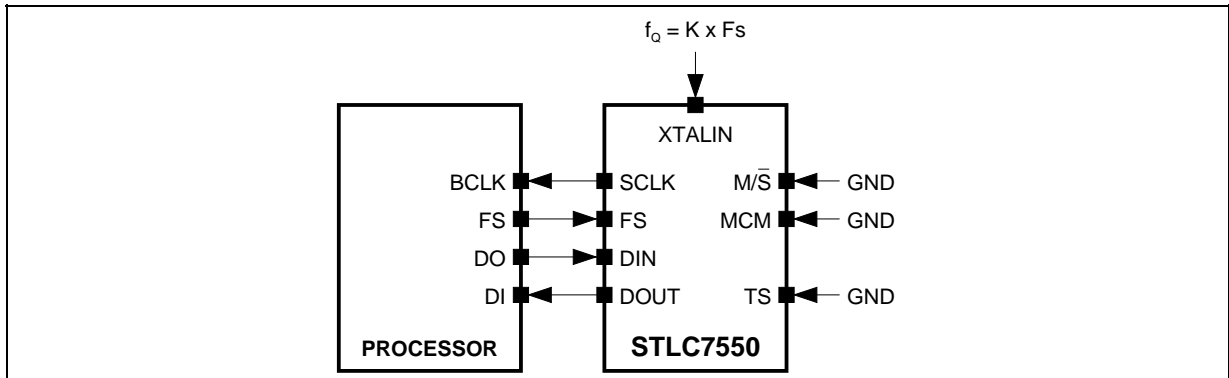 f_Q = K x Fs
XTALIN
BCLK SCLK M/S̅ GND
FS FS MCM GND
DO DIN
DI DOUT TS GND
PROCESSOR STLC7550